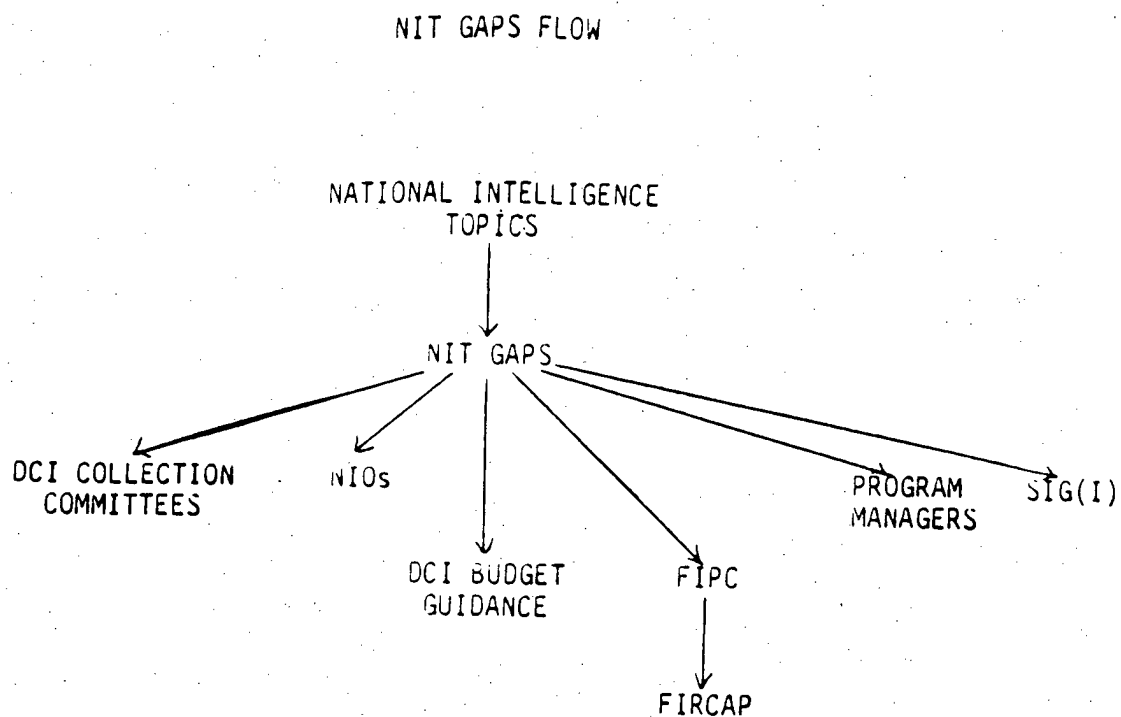 NIT GAPS FLOW
NATIONAL INTELLIGENCE
TOPICS
NIT GAPS
DCI COLLECTION
COMMITTEES
NIOs
DCI BUDGET
GUIDANCE
FIPC
PROGRAM
MANAGERS
SIG(I)
FIRCAP